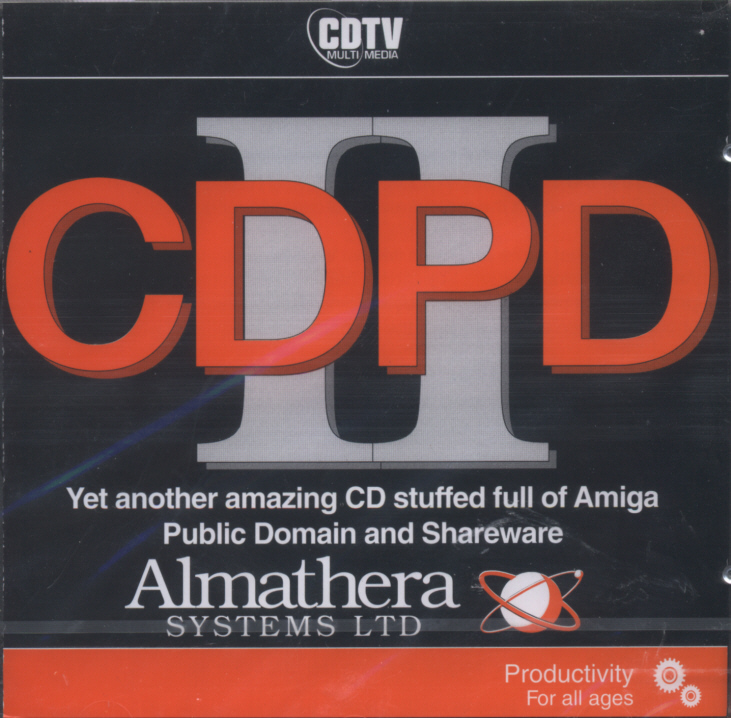 CDTV
MULTI MEDIA
II
CDPD
Yet another amazing CD stuffed full of Amiga
Public Domain and Shareware
Almathera
SYSTEMS LTD
Productivity
For all ages